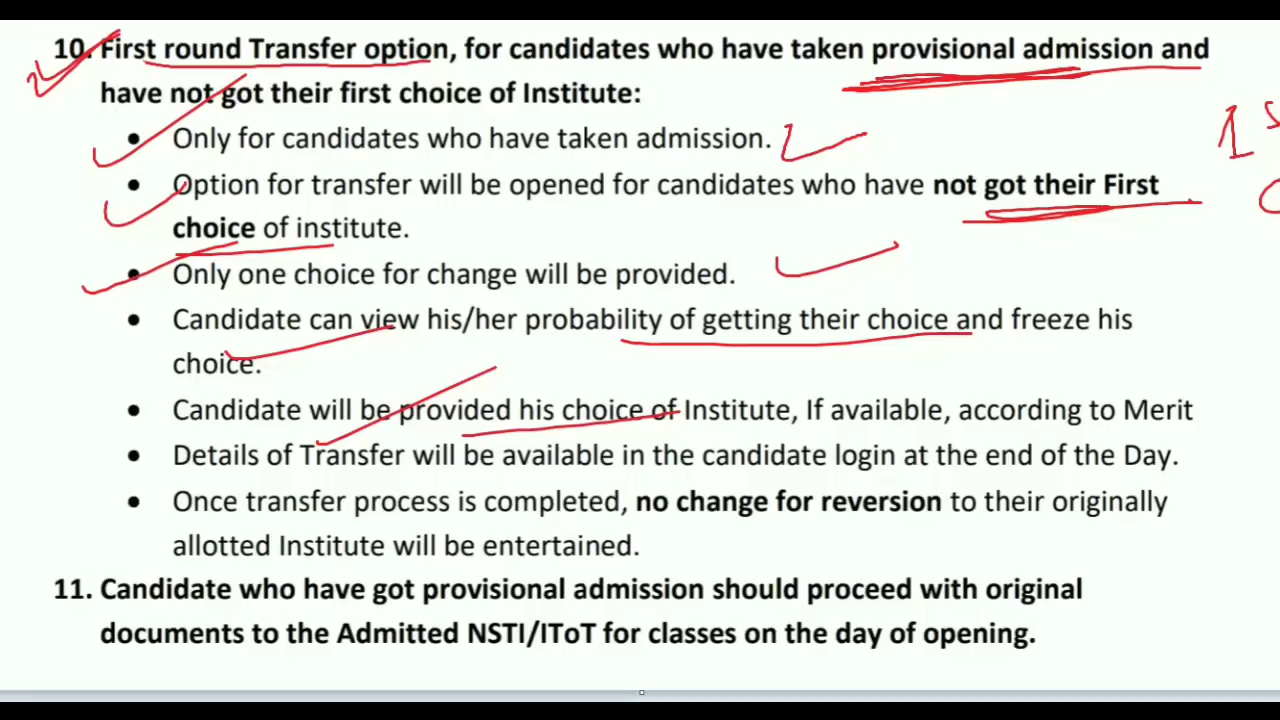 10. First round Transfer option, for candidates who have taken provisional admission and
have not got their first choice of Institute:
• Only for candidates who have taken admission.
• Option for transfer will be opened for candidates who have not got their First
choice of institute.
• Only one choice for change will be provided.
• Candidate can view his/her probability of getting their choice and freeze his
choice.
• Candidate will be provided his choice of Institute, If available, according to Merit
• Details of Transfer will be available in the candidate login at the end of the Day.
• Once transfer process is completed, no change for reversion to their originally
allotted Institute will be entertained.
11. Candidate who have got provisional admission should proceed with original
documents to the Admitted NSTI/IToT for classes on the day of opening.